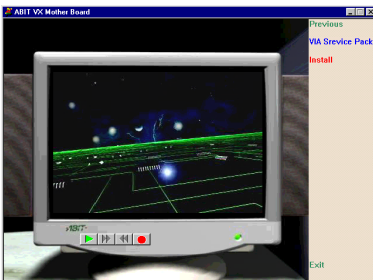 ABIT VX Mother Board
Previous
VIA Srevice Pack
Install
ABIT
Exit